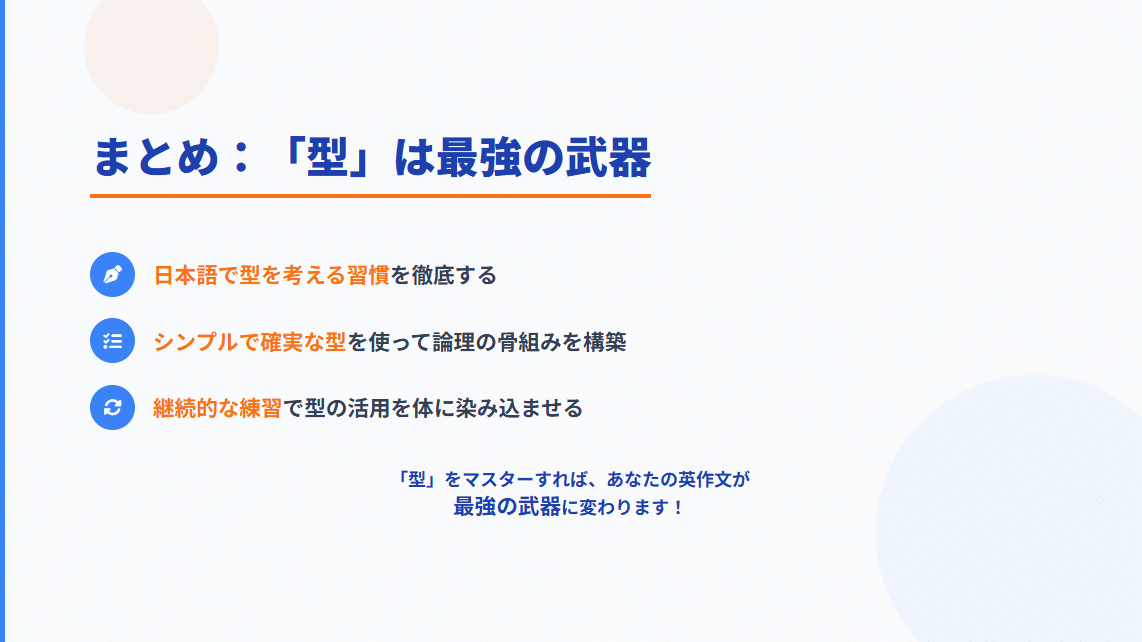 まとめ：「型」は最強の武器
日本語で型を考える習慣を徹底する
シンプルで確実な型を使って論理の骨組みを構築
継続的な練習で型の活用を体に染み込ませる
「型」をマスターすれば、あなたの英作文が
最強の武器に変わります！